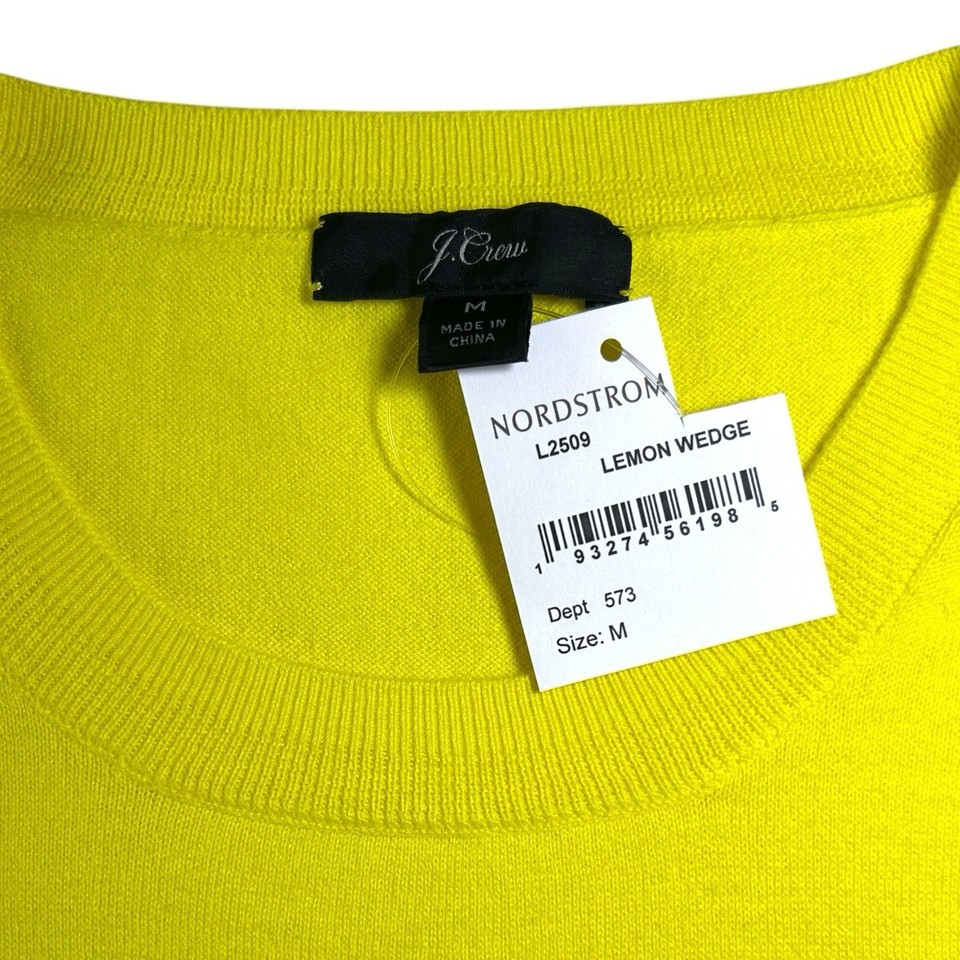 J.Crew
M
MADE IN
CHINA
NORDSTROM
L2509
LEMON WEDGE
1 93274 56198 5
Dept 573
Size: M